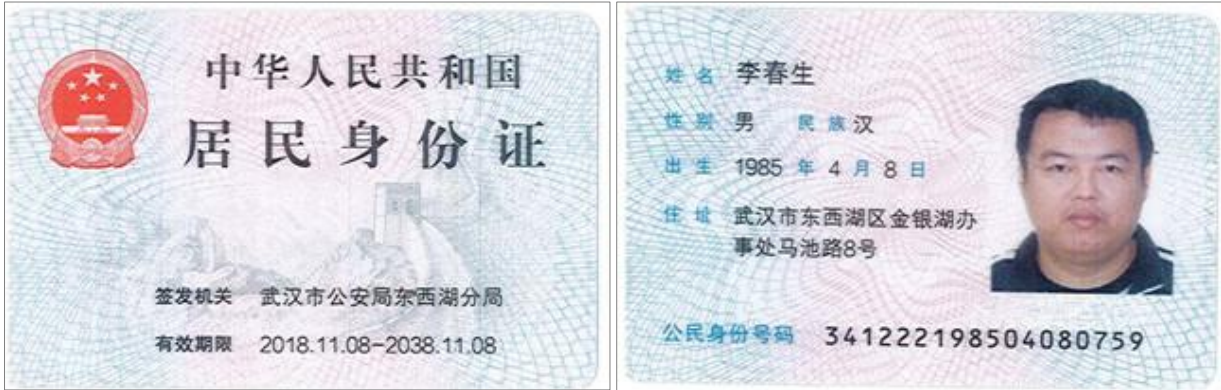 中华人民共和国
居民身份证
签发机关 武汉市公安局东西湖分局
有效期限 2018.11.08-2038.11.08
姓名 李春生
性别 男 民族 汉
出生 1985 年 4 月 8 日
住址 武汉市东西湖区金银湖办
事处马池路8号
公民身份号码 341222198504080759